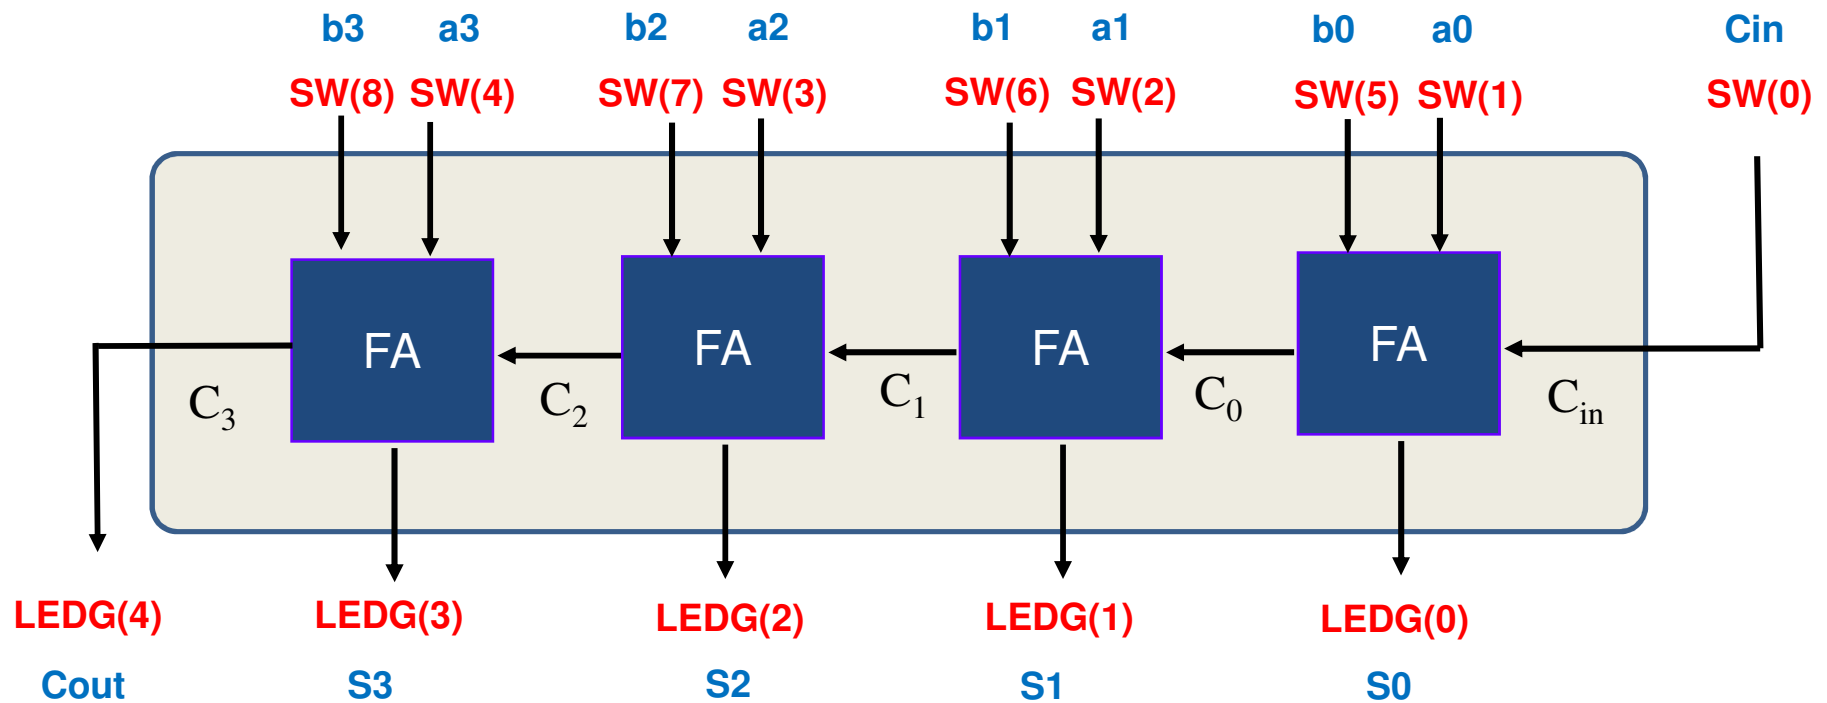 b3 a3 b2 a2 b1 a1 b0 a0 Cin
SW(8) SW(4) SW(7) SW(3) SW(6) SW(2) SW(5) SW(1) SW(0)
FA FA FA FA
C3 C2 C1 C0 Cin
LEDG(4) LEDG(3) LEDG(2) LEDG(1) LEDG(0)
Cout S3 S2 S1 S0